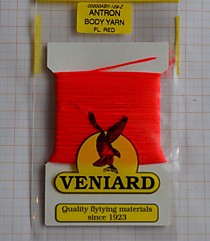 ANTRON
BODY YARN
FL. RED
VENIARD
Quality flytying materials
since 1923